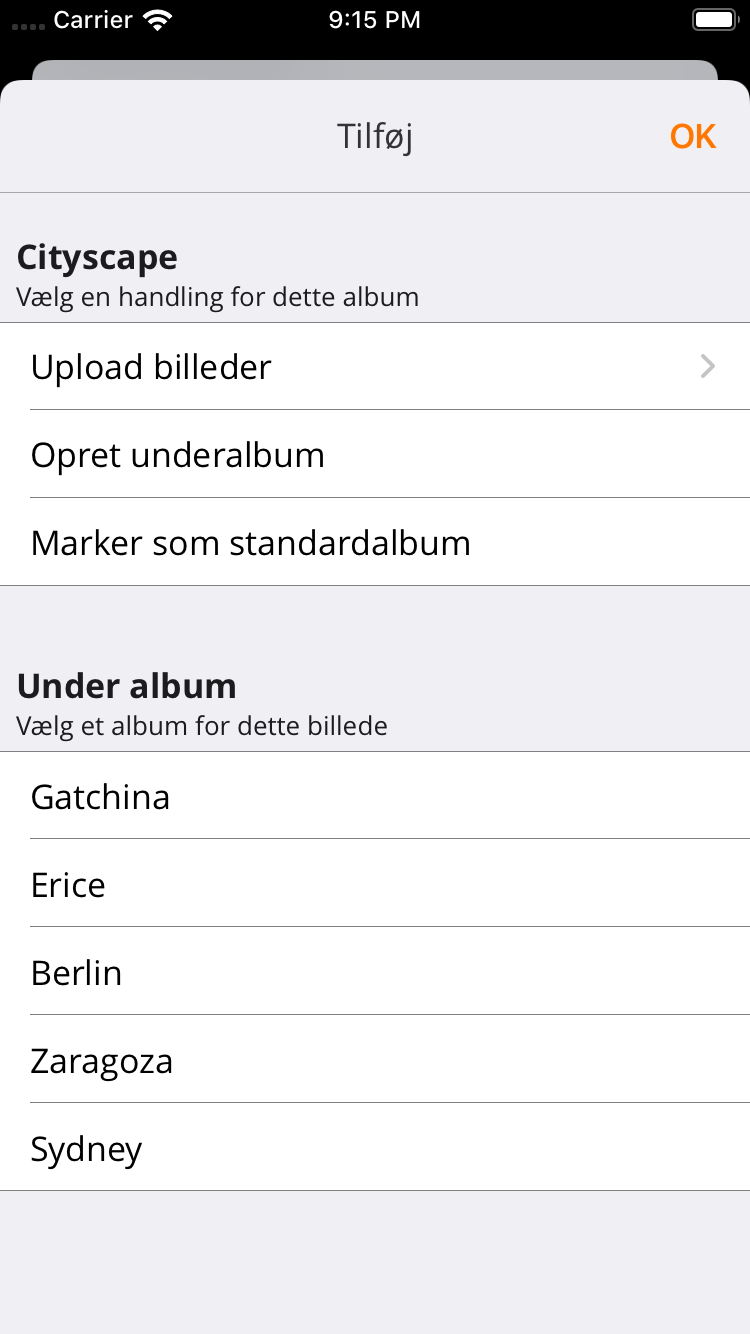 Carrier 9:15 PM
Tilføj OK
Cityscape
Vælg en handling for dette album
Upload billeder
Opret underalbum
Marker som standardalbum
Under album
Vælg et album for dette billede
Gatchina
Erice
Berlin
Zaragoza
Sydney